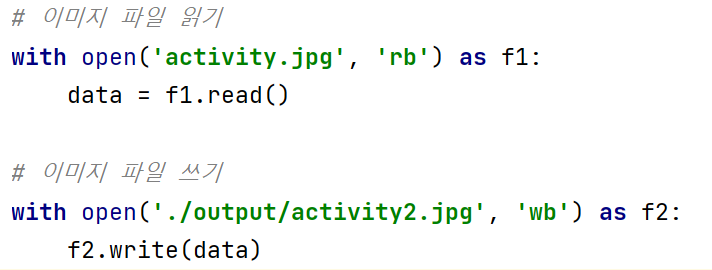 # 이미지 파일 읽기
with open('activity.jpg', 'rb') as f1:
    data = f1.read()

# 이미지 파일 쓰기
with open('./output/activity2.jpg', 'wb') as f2:
    f2.write(data)